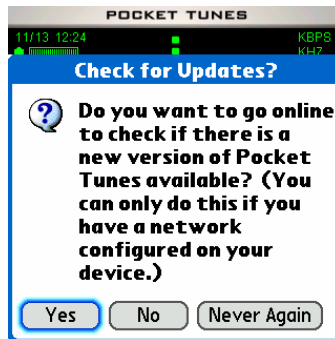 POCKET TUNES
11/13 12:24 KBPS
KHZ
Check for Updates?
Do you want to go online
to check if there is a
new version of Pocket
Tunes available? (You
can only do this if you
have a network
configured on your
device.)
Yes No Never Again